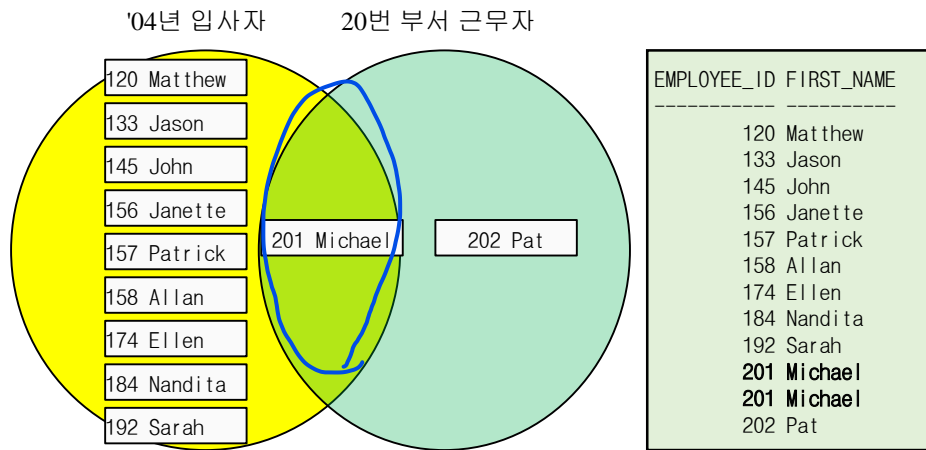 '04년 입사자
20번 부서 근무자
120 Matthew
133 Jason
145 John
156 Janette
157 Patrick
158 Allan
174 Ellen
184 Nandita
192 Sarah
201 Michael
202 Pat
EMPLOYEE_ID FIRST_NAME
----------- ----------
120 Matthew
133 Jason
145 John
156 Janette
157 Patrick
158 Allan
174 Ellen
184 Nandita
192 Sarah
201 Michael
201 Michael
202 Pat